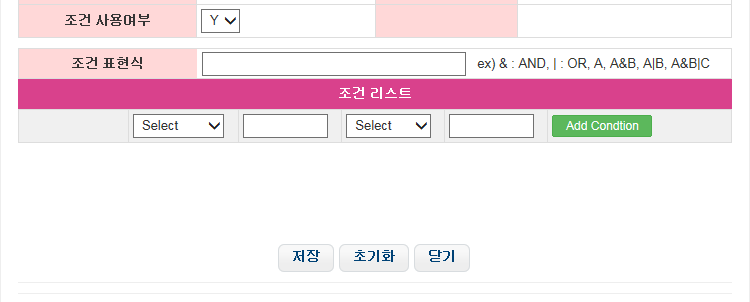 조건 사용여부 Y
조건 표현식 ex) & : AND, | : OR, A, A&B, A|B, A&B|C
조건 리스트
Select Select Add Condtion
저장 초기화 닫기